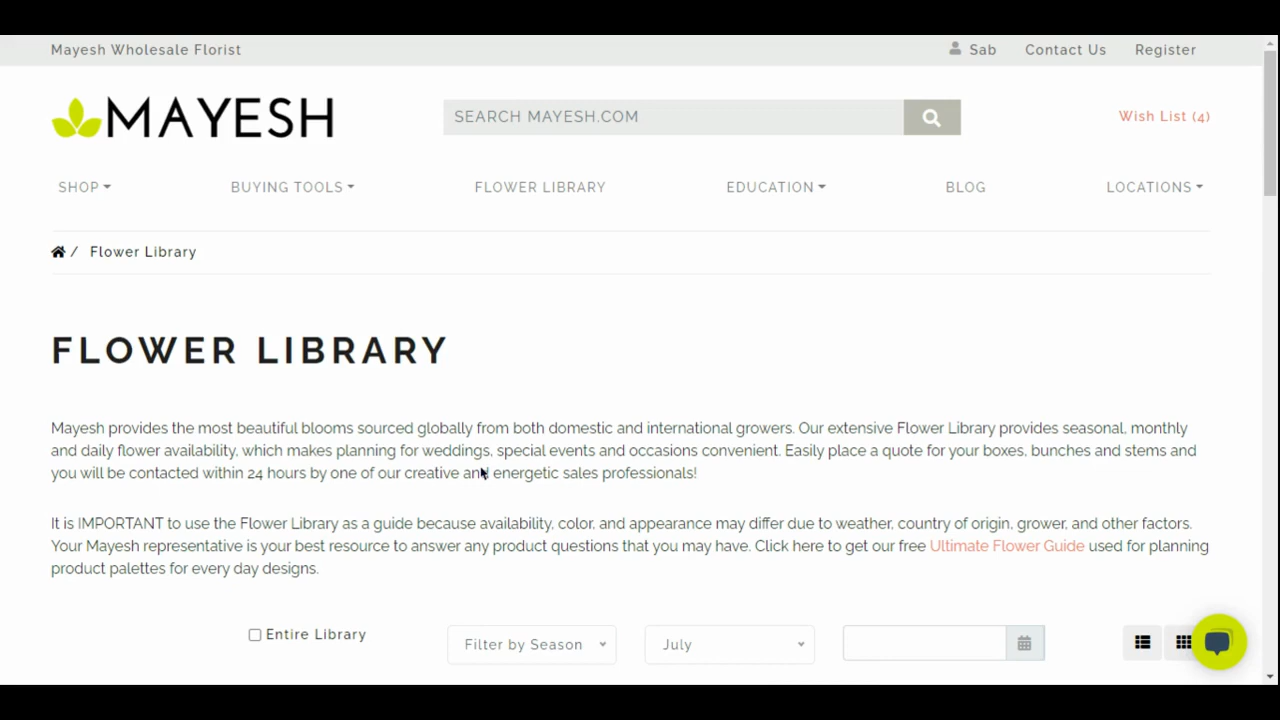 Mayesh Wholesale Florist
Sab Contact Us Register
MAYESH
SEARCH MAYESH.COM
Wish List (4)
SHOP BUYING TOOLS FLOWER LIBRARY EDUCATION BLOG LOCATIONS
/ Flower Library
FLOWER LIBRARY
Mayesh provides the most beautiful blooms sourced globally from both domestic and international growers. Our extensive Flower Library provides seasonal, monthly
and daily flower availability, which makes planning for weddings, special events and occasions convenient. Easily place a quote for your boxes, bunches and stems and
you will be contacted within 24 hours by one of our creative and energetic sales professionals!
It is IMPORTANT to use the Flower Library as a guide because availability, color, and appearance may differ due to weather, country of origin, grower, and other factors.
Your Mayesh representative is your best resource to answer any product questions that you may have. Click here to get our free Ultimate Flower Guide used for planning
product palettes for every day designs.
Entire Library
Filter by Season
July